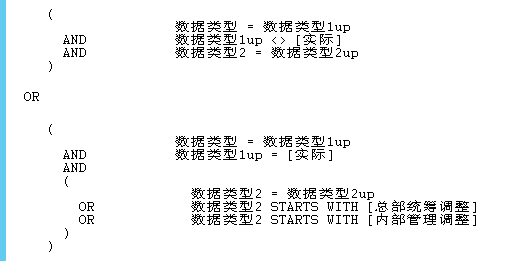 (
数据类型 = 数据类型1up
AND 数据类型1up <> [实际]
AND 数据类型2 = 数据类型2up
)
OR
(
数据类型 = 数据类型1up
AND 数据类型1up = [实际]
AND
(
数据类型2 = 数据类型2up
OR 数据类型2 STARTS WITH [总部统筹调整]
OR 数据类型2 STARTS WITH [内部管理调整]
)
)